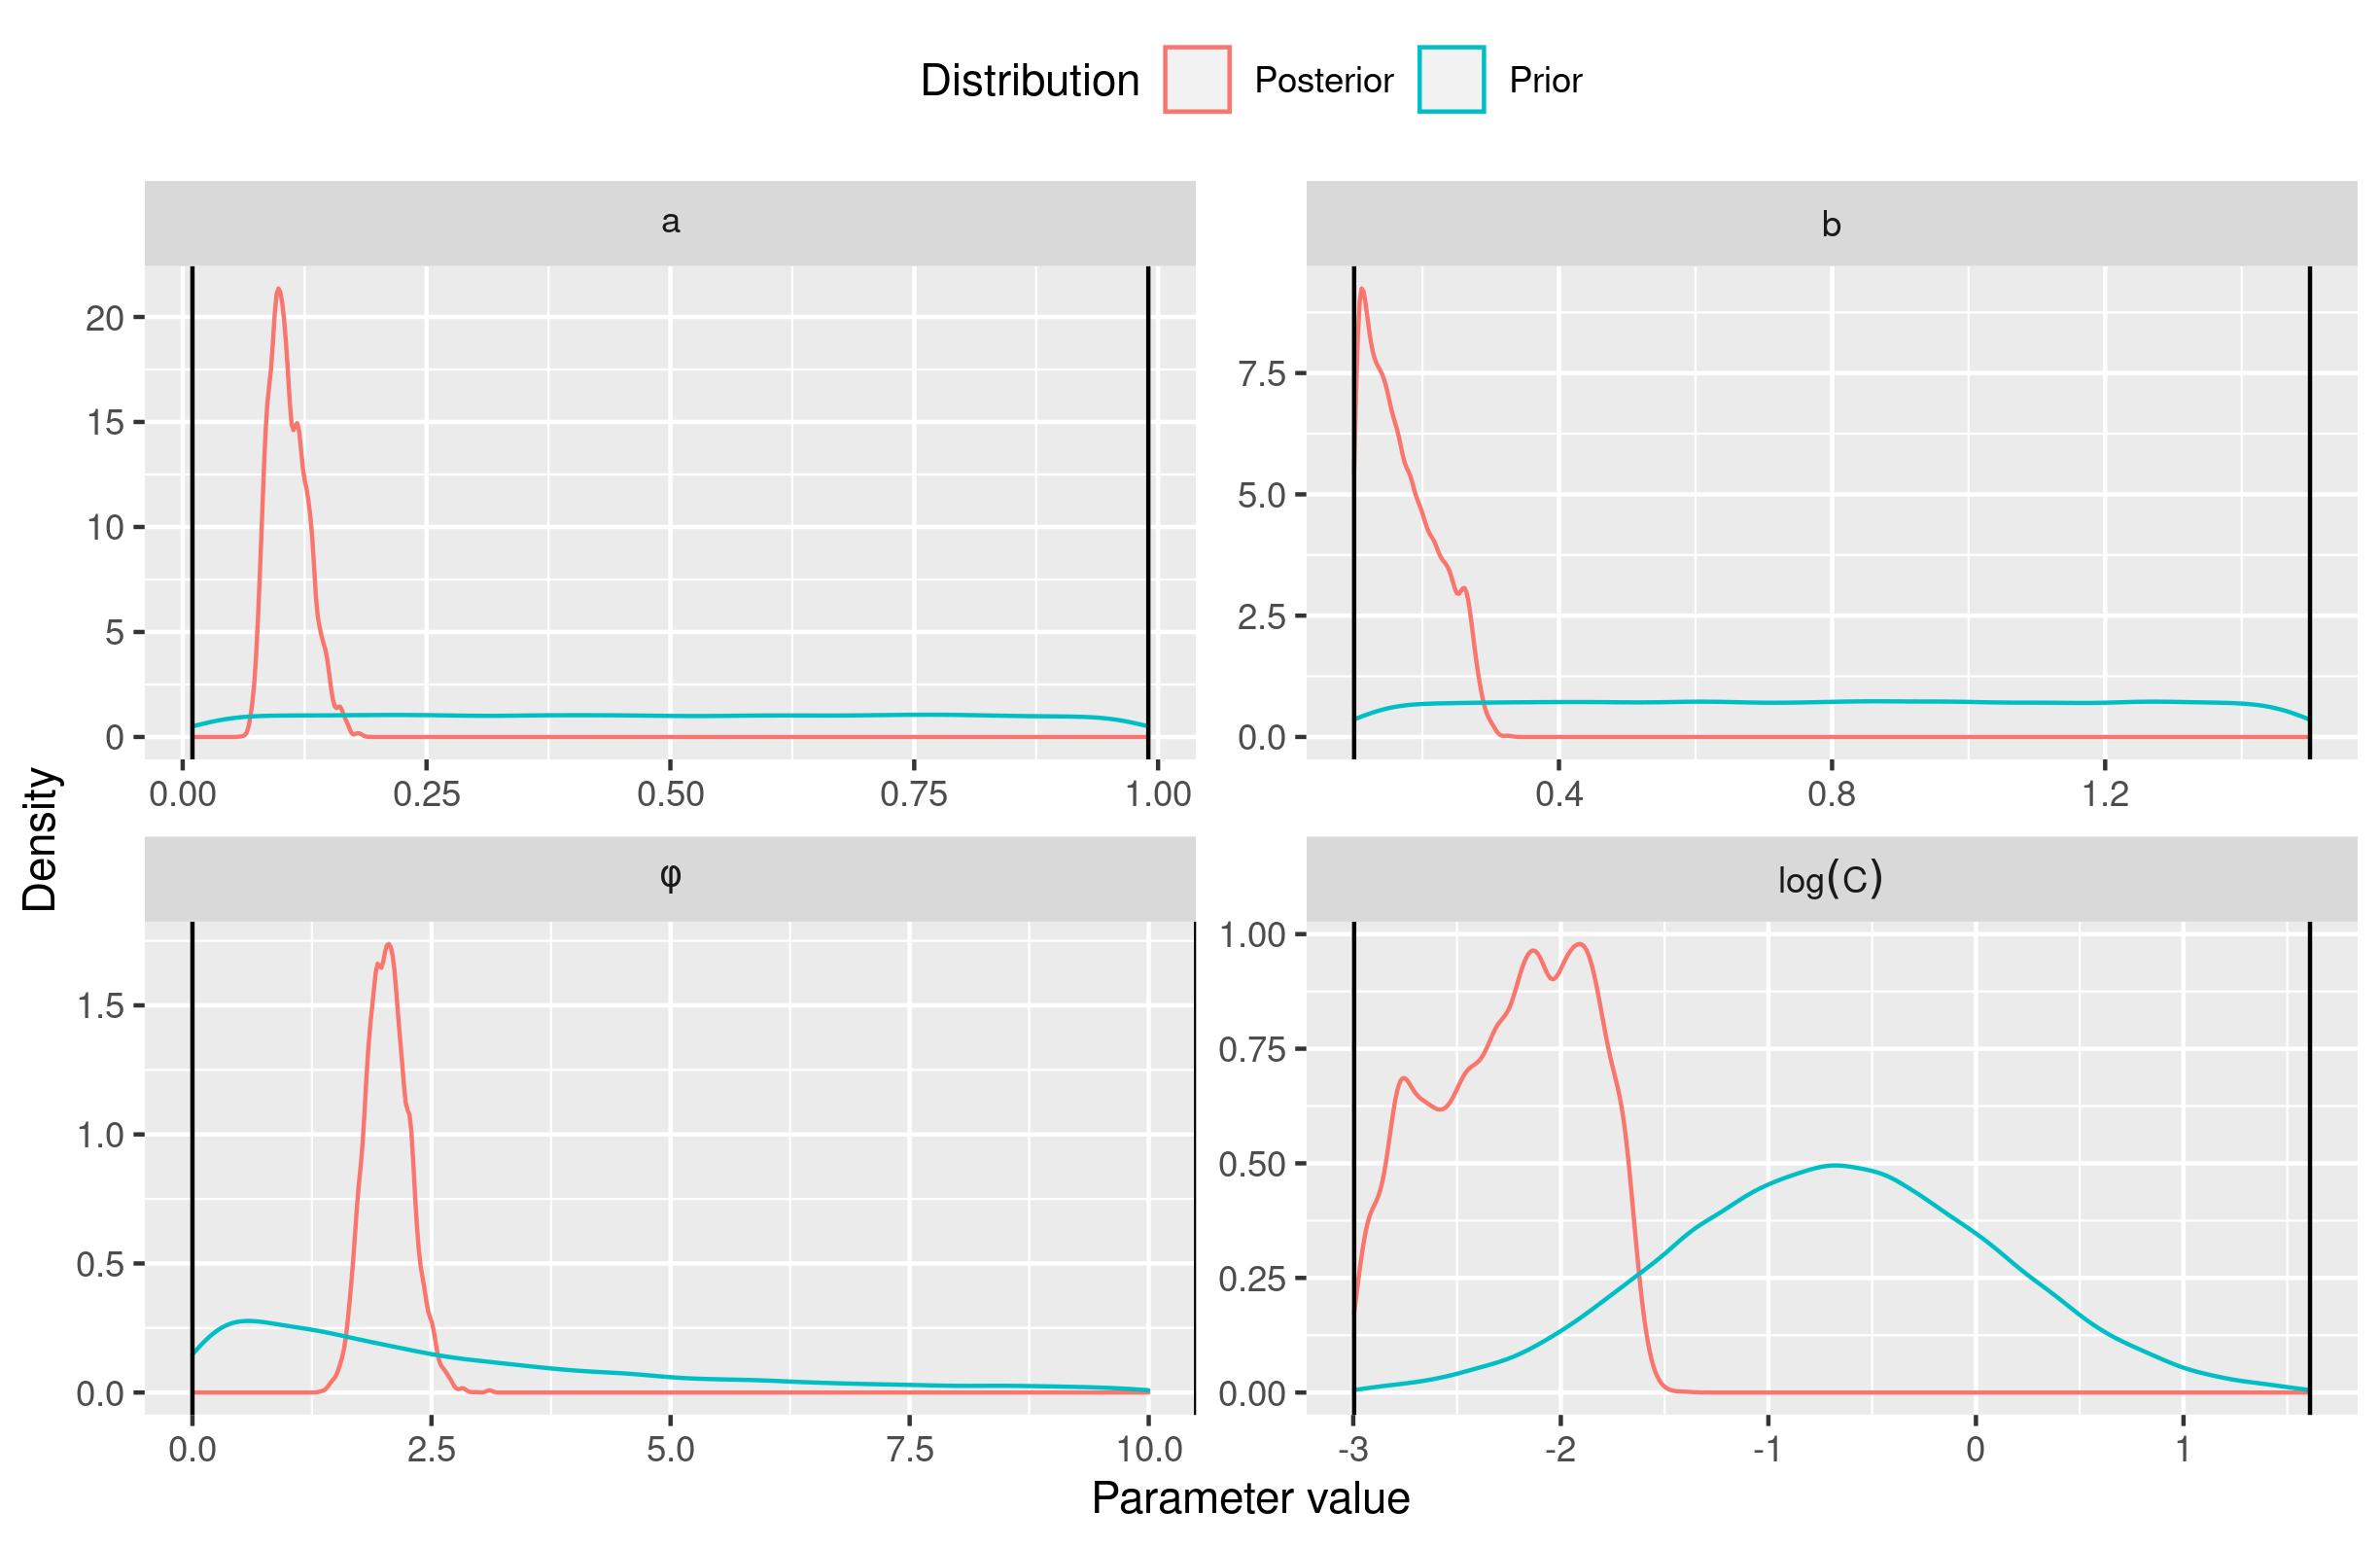 Distribution Posterior Prior
a
b
20
15
10
5
0
0.00 0.25 0.50 0.75 1.00
7.5
5.0
2.5
0.0
0.4 0.8 1.2
Density
φ
log(C)
1.5
1.0
0.5
0.0
0.0 2.5 5.0 7.5 10.0
1.00
0.75
0.50
0.25
0.00
-3 -2 -1 0 1
Parameter value